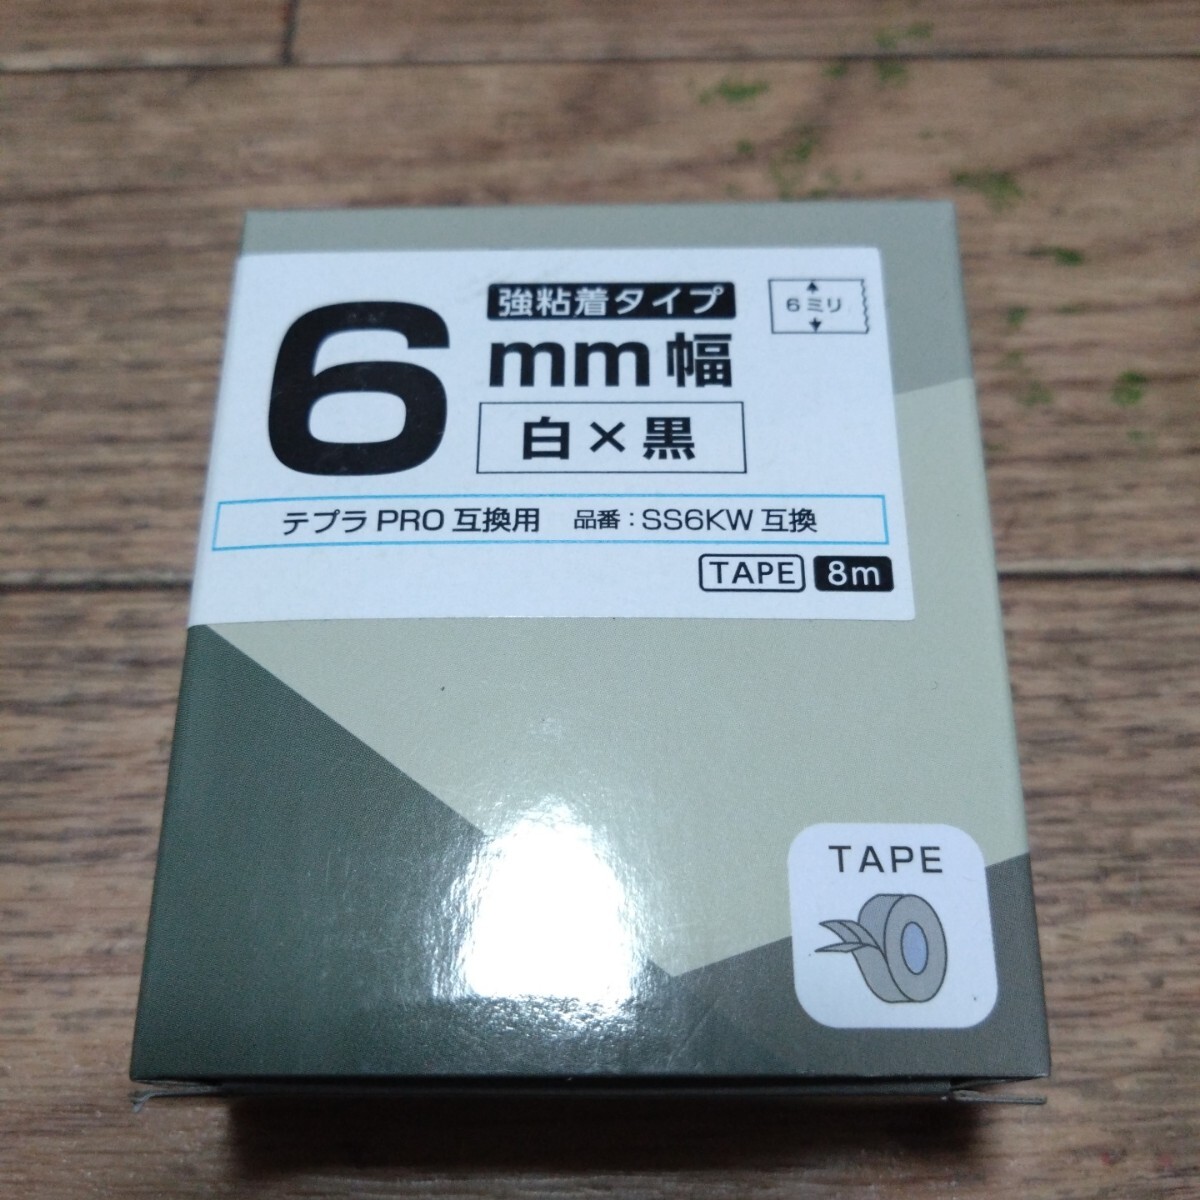 6
強粘着タイプ
mm幅
6ミリ
白×黒
テプラ PRO 互換用 品番：SS6KW 互換
TAPE 8m
TAPE